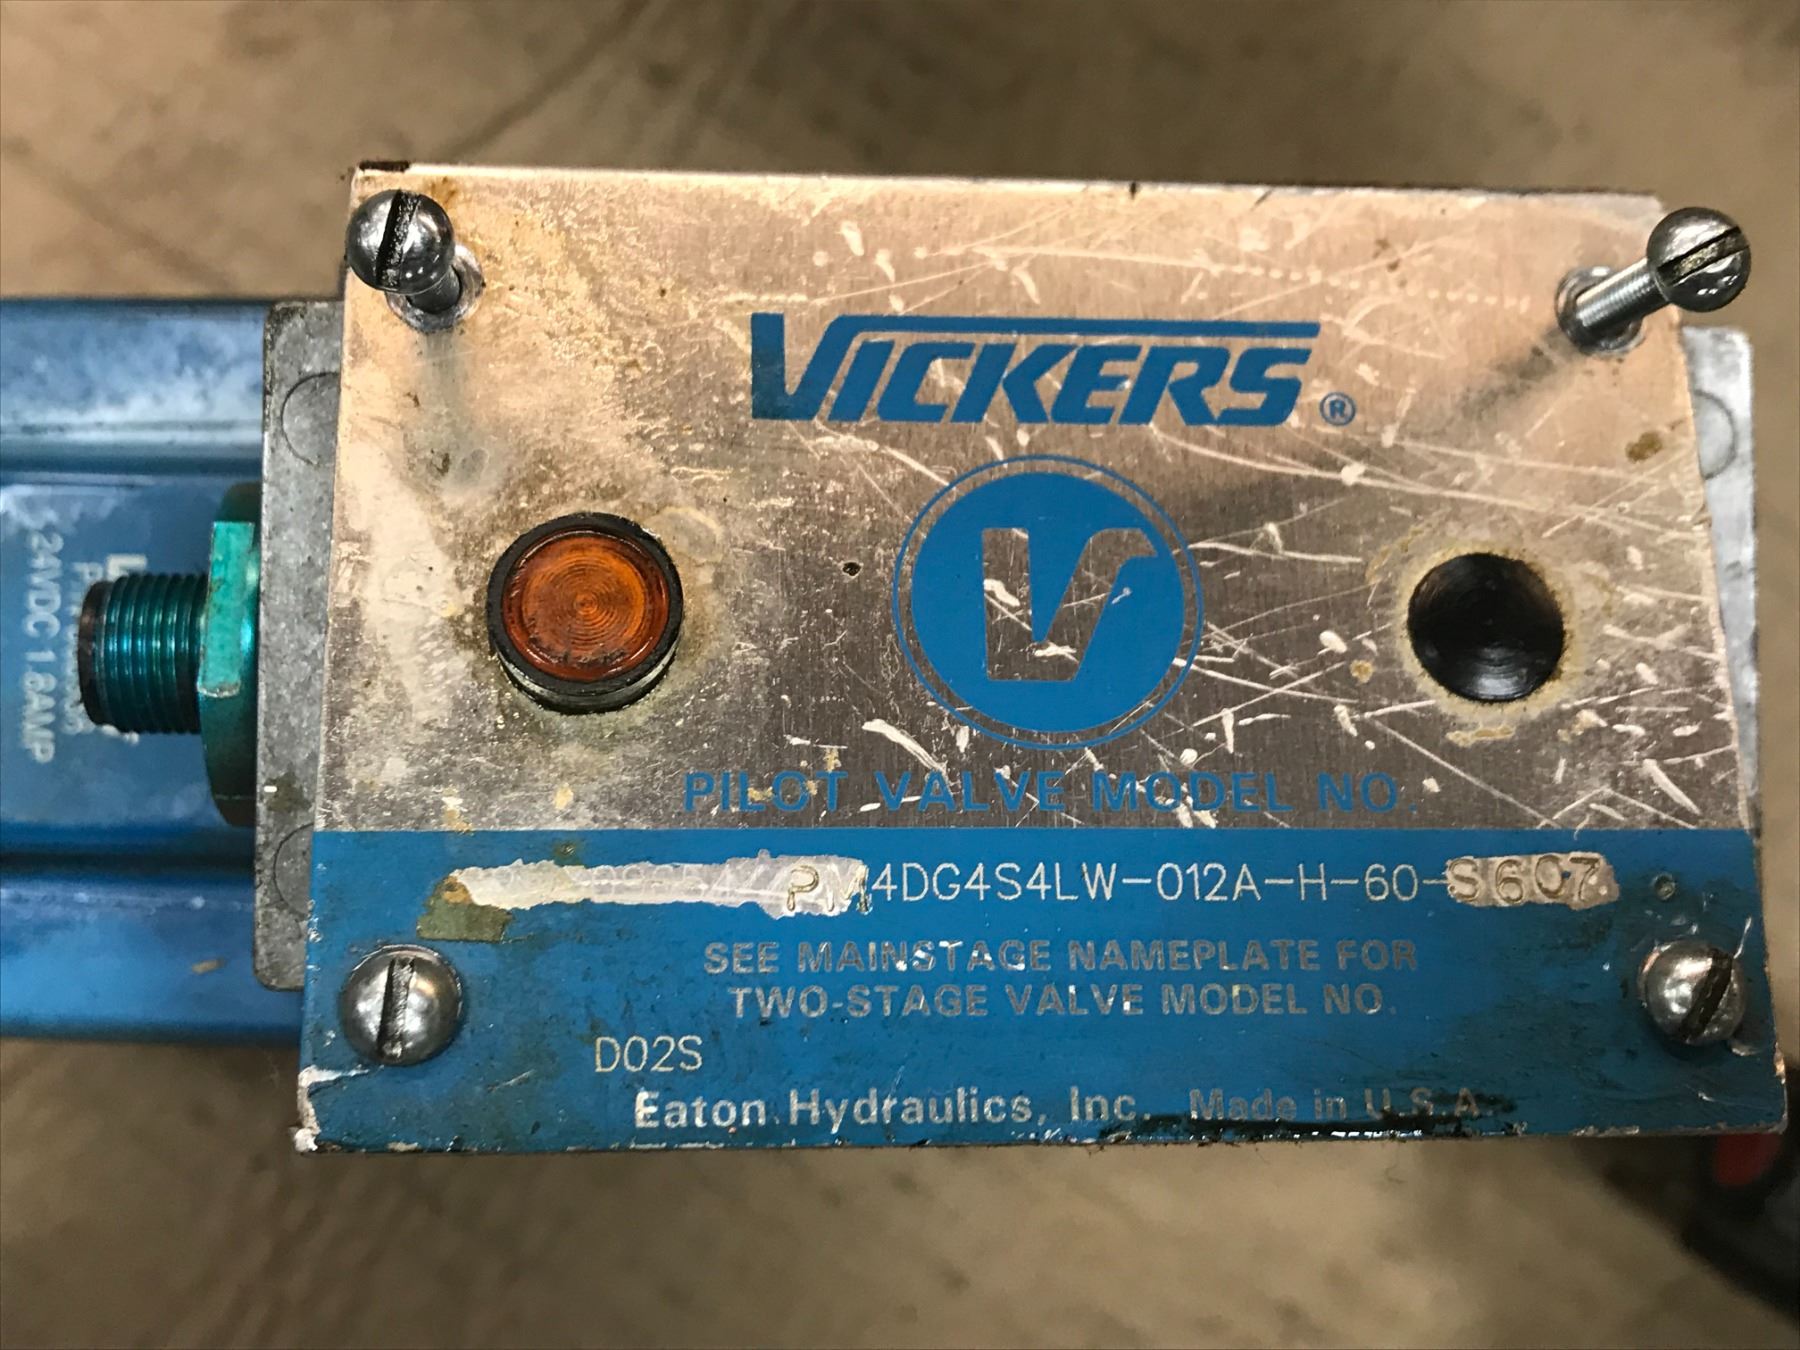 VICKERS®
V
PILOT VALVE MODEL NO.
PM4DG4S4LW-012A-H-60-S607
SEE MAINSTAGE NAMEPLATE FOR
TWO-STAGE VALVE MODEL NO.
D02S
Eaton Hydraulics, Inc. Made in U.S.A.
24VDC 1.8AMP